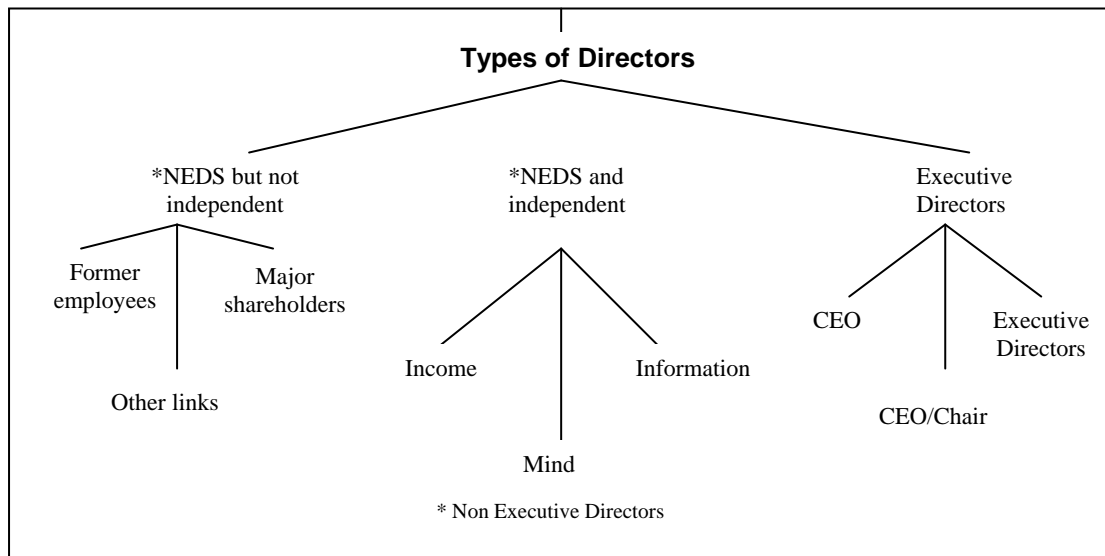 Types of Directors
*NEDS but not
independent
*NEDS and
independent
Executive
Directors
Former
employees
Major
shareholders
Other links
Income
Information
Mind
CEO
Executive
Directors
CEO/Chair
* Non Executive Directors